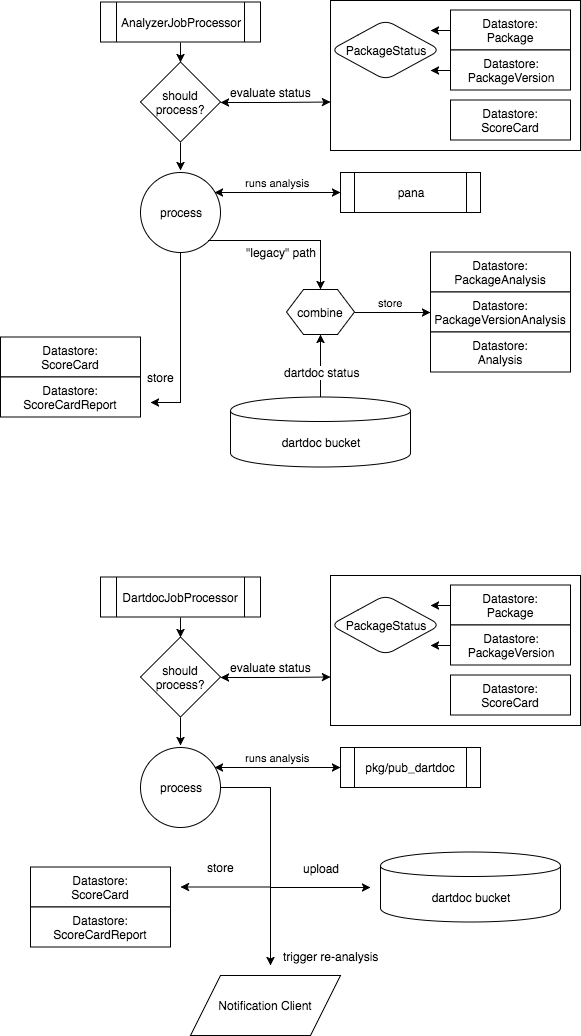 AnalyzerJobProcessor
PackageStatus
Datastore:
Package
Datastore:
PackageVersion
Datastore:
ScoreCard
should
process?
evaluate status
process
runs analysis
pana
"legacy" path
combine
store
Datastore:
PackageAnalysis
Datastore:
PackageVersionAnalysis
Datastore:
Analysis
Datastore:
ScoreCard
Datastore:
ScoreCardReport
store
dartdoc status
dartdoc bucket
DartdocJobProcessor
PackageStatus
Datastore:
Package
Datastore:
PackageVersion
Datastore:
ScoreCard
should
process?
evaluate status
process
runs analysis
pkg/pub_dartdoc
store
upload
Datastore:
ScoreCard
Datastore:
ScoreCardReport
dartdoc bucket
trigger re-analysis
Notification Client